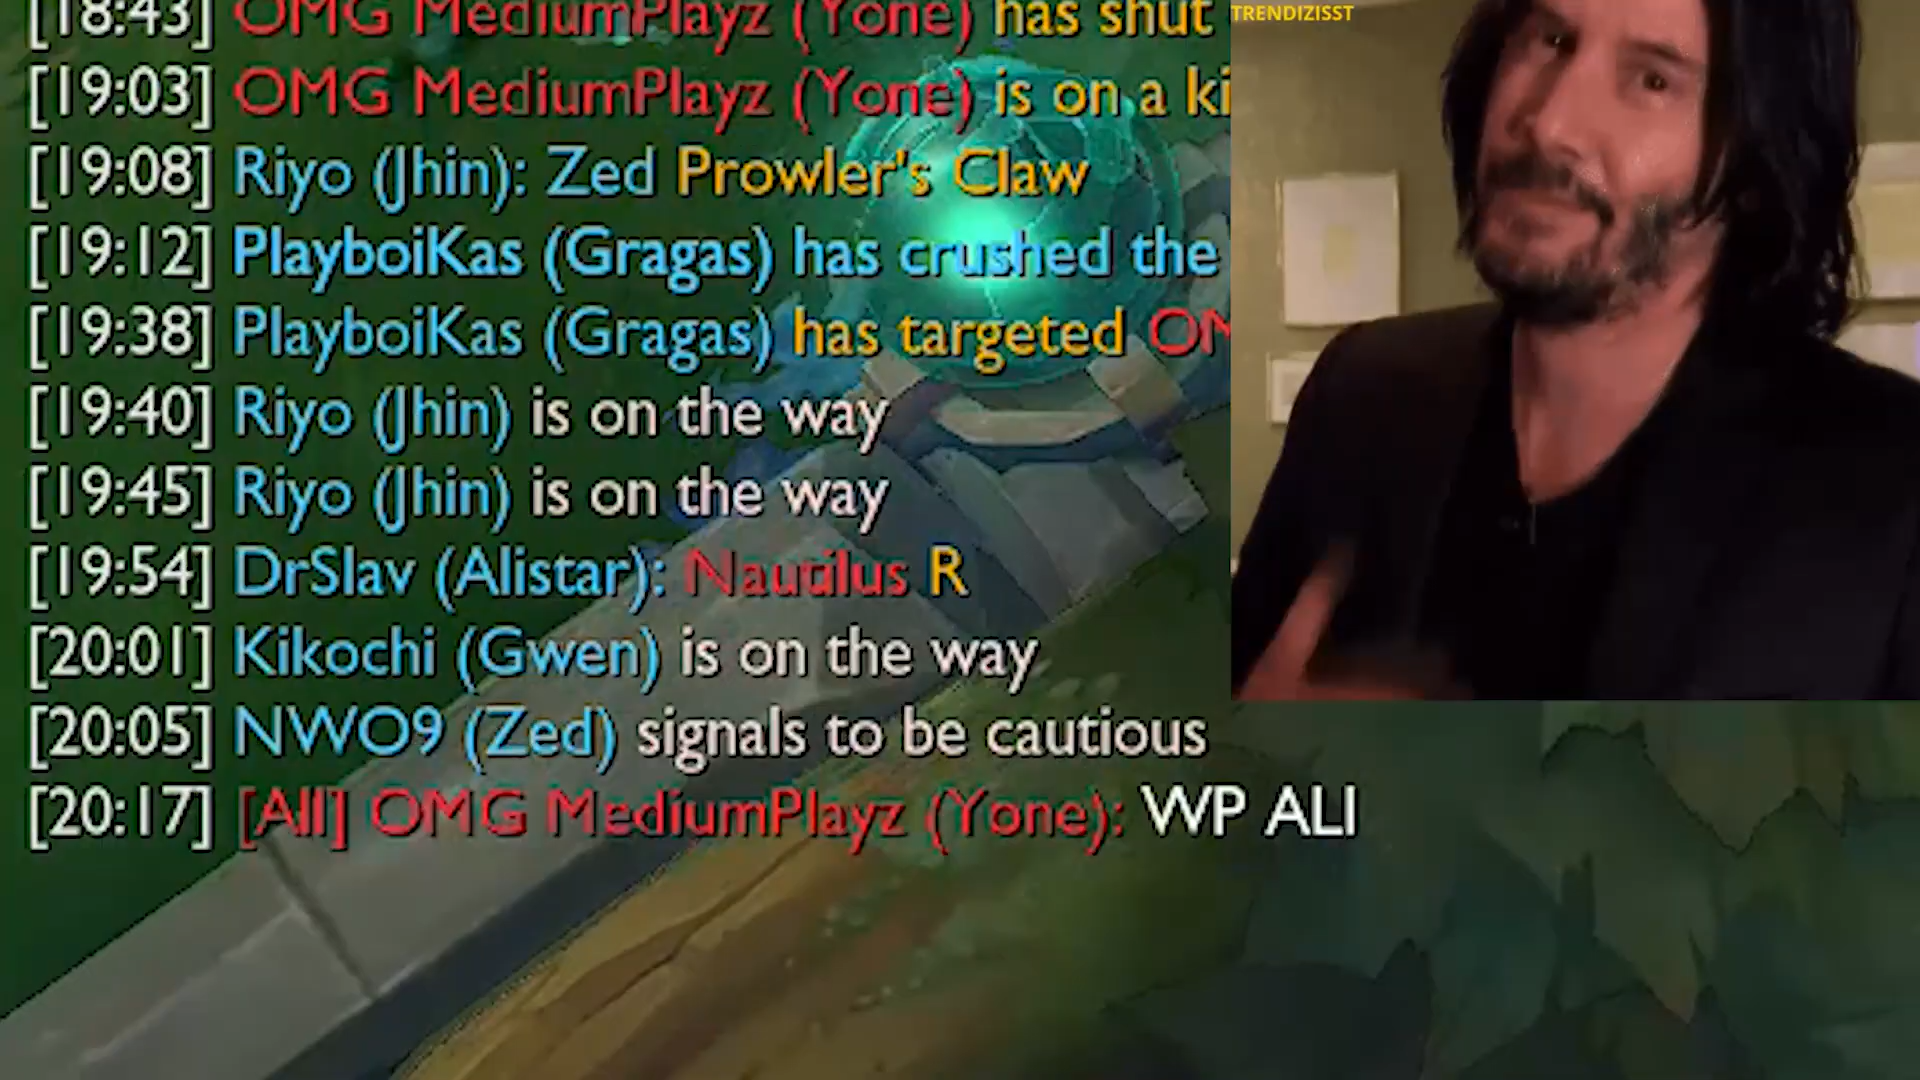 [18:43] OMG MediumPlayz (Yone) has shut
TRENDIZISST
[19:03] OMG MediumPlayz (Yone) is on a ki
[19:08] Riyo (Jhin): Zed Prowler's Claw
[19:12] PlayboiKas (Gragas) has crushed the
[19:38] PlayboiKas (Gragas) has targeted OM
[19:40] Riyo (Jhin) is on the way
[19:45] Riyo (Jhin) is on the way
[19:54] DrSlav (Alistar): Nautilus R
[20:01] Kikochi (Gwen) is on the way
[20:05] NWO9 (Zed) signals to be cautious
[20:17] [All] OMG MediumPlayz (Yone): WP ALI